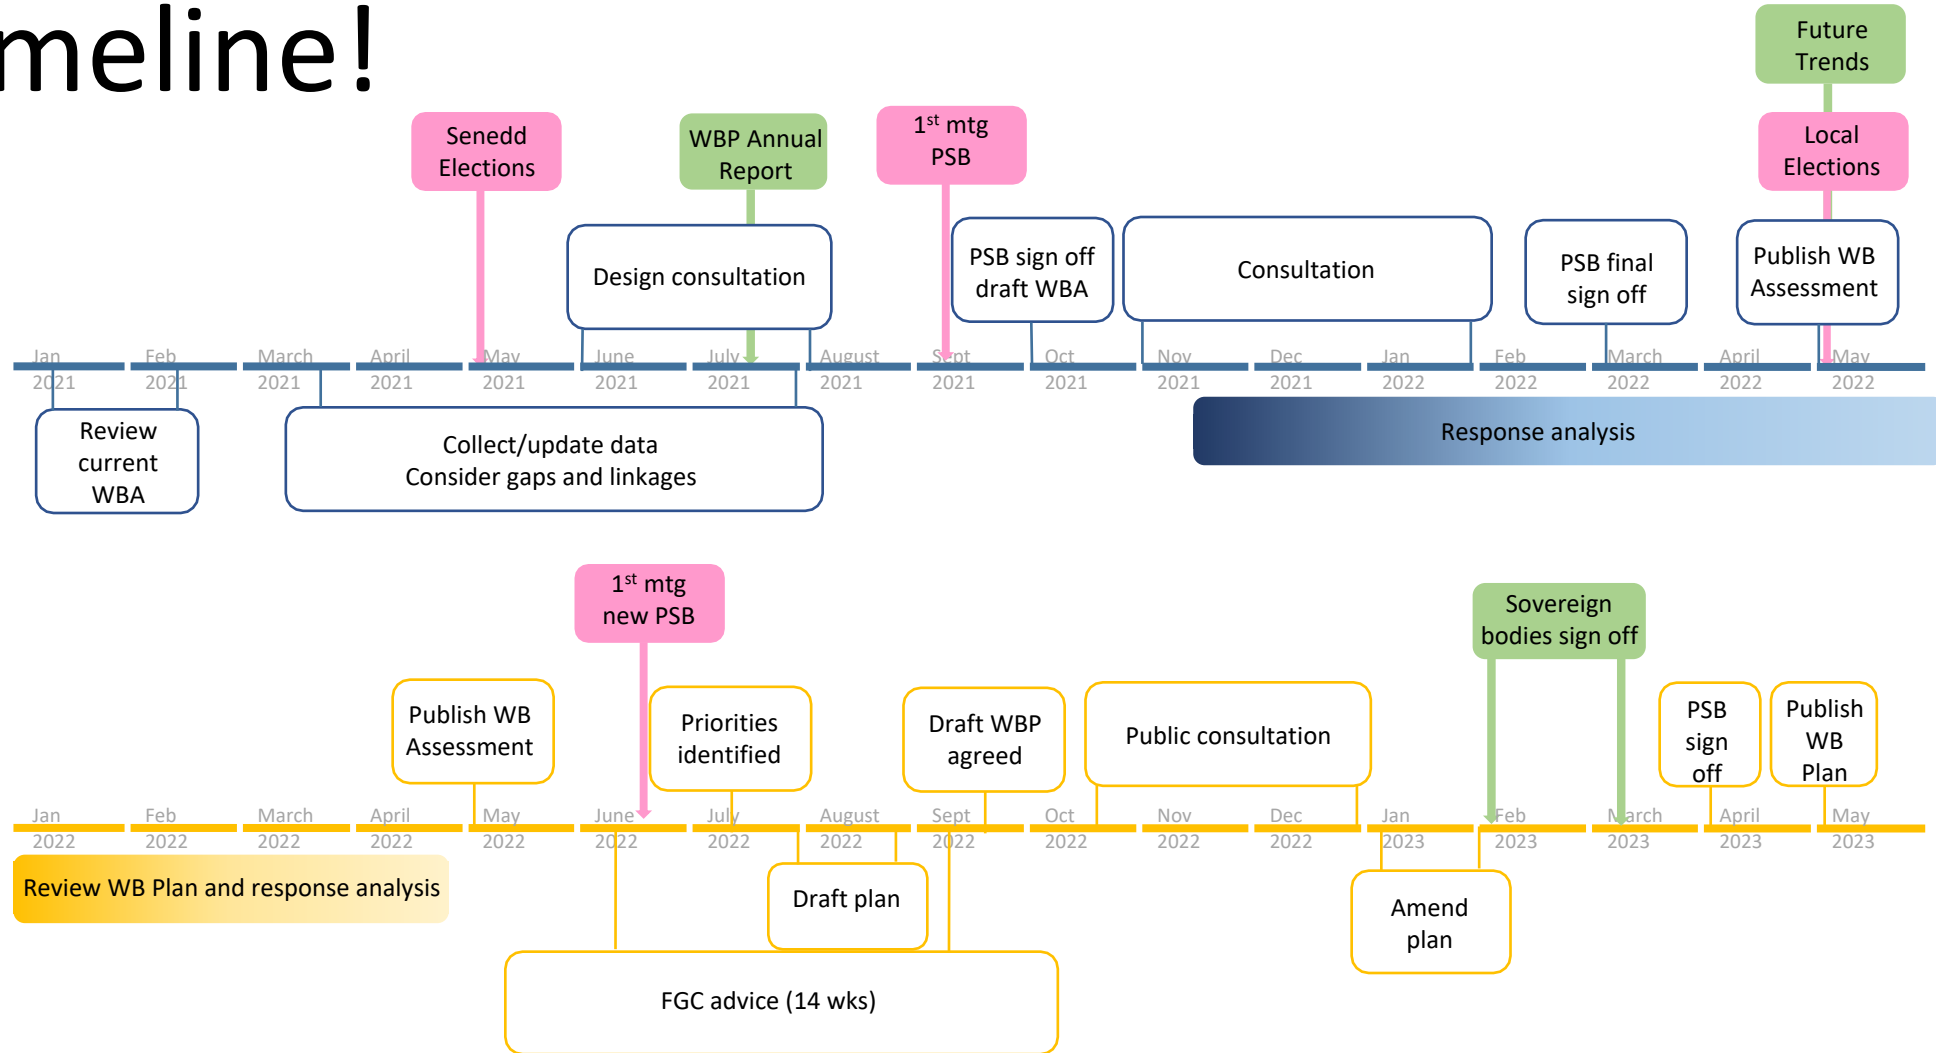 meline!
Future
Trends
Senedd
Elections
WBP Annual
Report
1st mtg
PSB
Local
Elections
Design consultation
PSB sign off
draft WBA
Consultation
PSB final
sign off
Publish WB
Assessment
Jan
2021
Feb
2021
March
2021
April
2021
May
2021
June
2021
July
2021
August
2021
Sept
2021
Oct
2021
Nov
2021
Dec
2021
Jan
2022
Feb
2022
March
2022
April
2022
May
2022
Review
current
WBA
Collect/update data
Consider gaps and linkages
Response analysis
1st mtg
new PSB
Sovereign
bodies sign off
Publish WB
Assessment
Priorities
identified
Draft WBP
agreed
Public consultation
PSB
sign
off
Publish
WB
Plan
Jan
2022
Feb
2022
March
2022
April
2022
May
2022
June
2022
July
2022
August
2022
Sept
2022
Oct
2022
Nov
2022
Dec
2022
Jan
2023
Feb
2023
March
2023
April
2023
May
2023
Review WB Plan and response analysis
Draft plan
Amend
plan
FGC advice (14 wks)